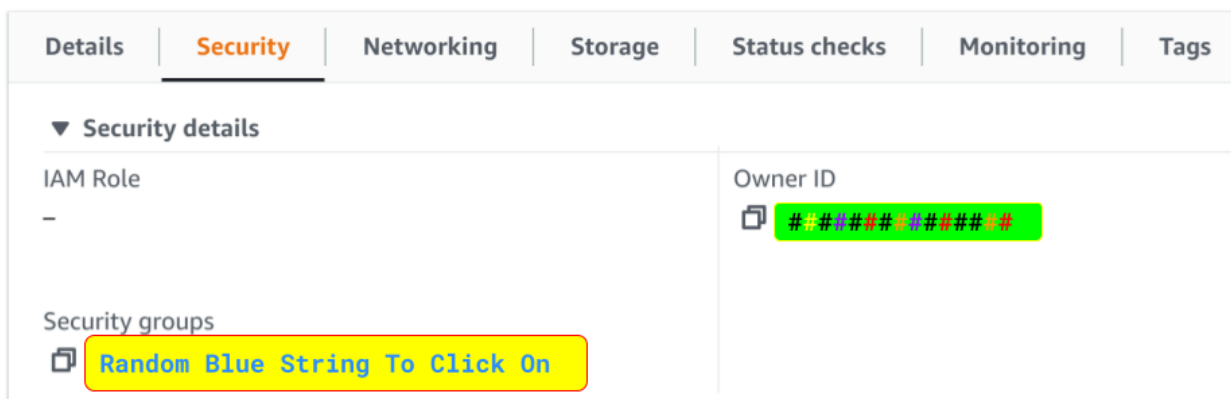 Details Security Networking Storage Status checks Monitoring Tags
▼ Security details
IAM Role
Owner ID
–
###############
Security groups
Random Blue String To Click On